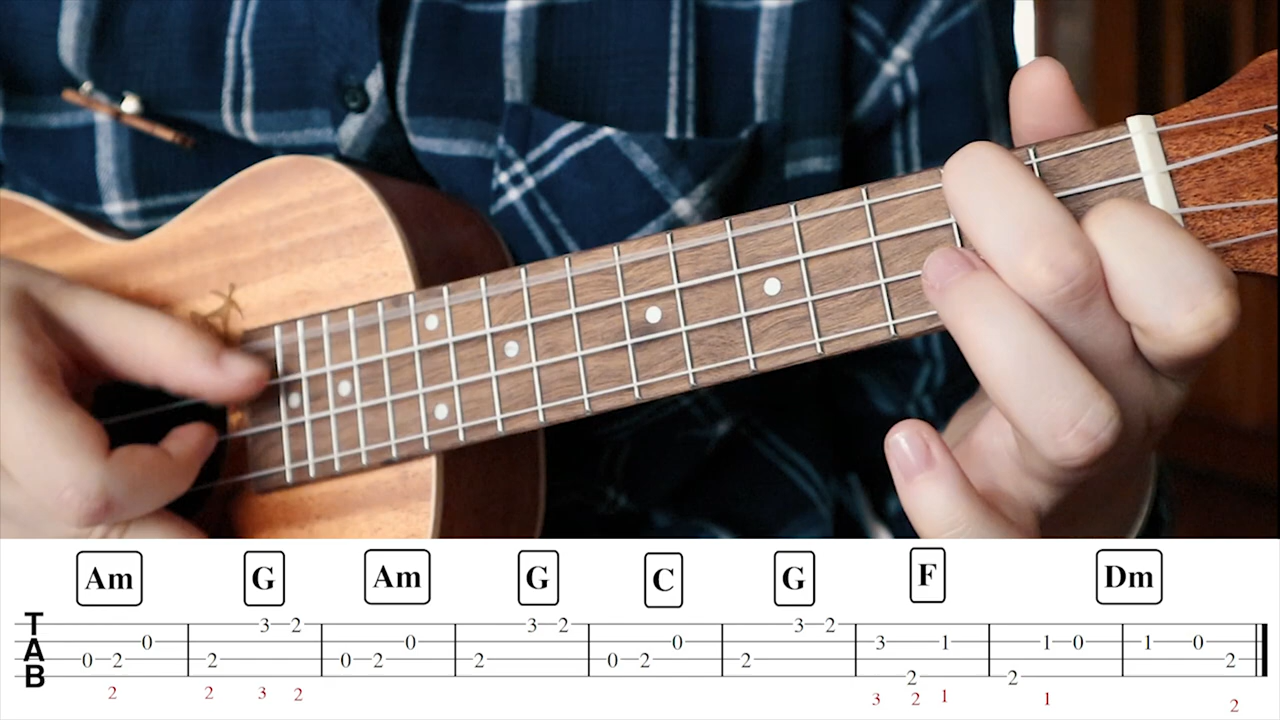 Am G Am G C G F Dm
T 3 2 3 2 3 2
A 0 0 0 3 1 1 0 1 0
B 0 2 2 0 2 2 0 2 2 2
2 2
2 2 3 2 3 2 1 1 2